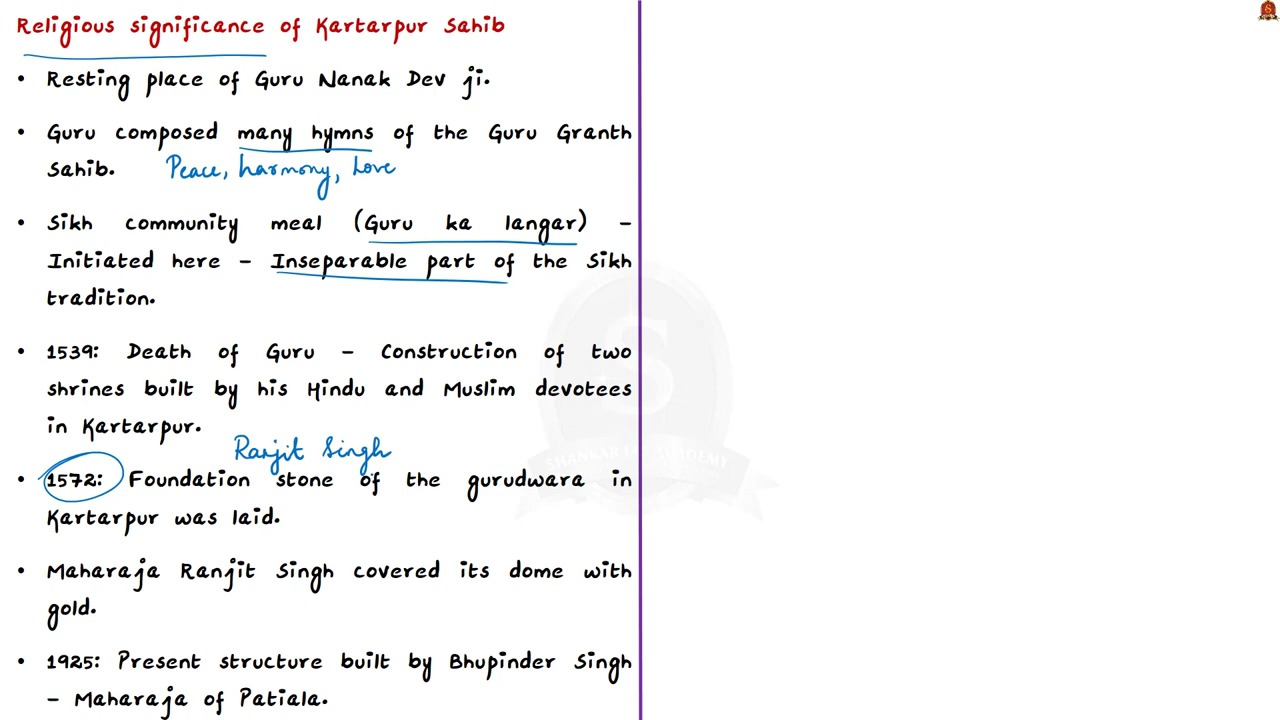 Religious significance of Kartarpur Sahib
• Resting place of Guru Nanak Dev ji.
• Guru composed many hymns of the Guru Granth
Sahib. Peace, harmony, Love
• Sikh community meal (Guru ka langar) –
Initiated here – Inseparable part of the Sikh
tradition.
• 1539: Death of Guru – Construction of two
shrines built by his Hindu and Muslim devotees
in Kartarpur.
Ranjit Singh
• 1572: Foundation stone of the gurudwara in
Kartarpur was laid.
• Maharaja Ranjit Singh covered its dome with
gold.
• 1925: Present structure built by Bhupinder Singh
– Maharaja of Patiala.